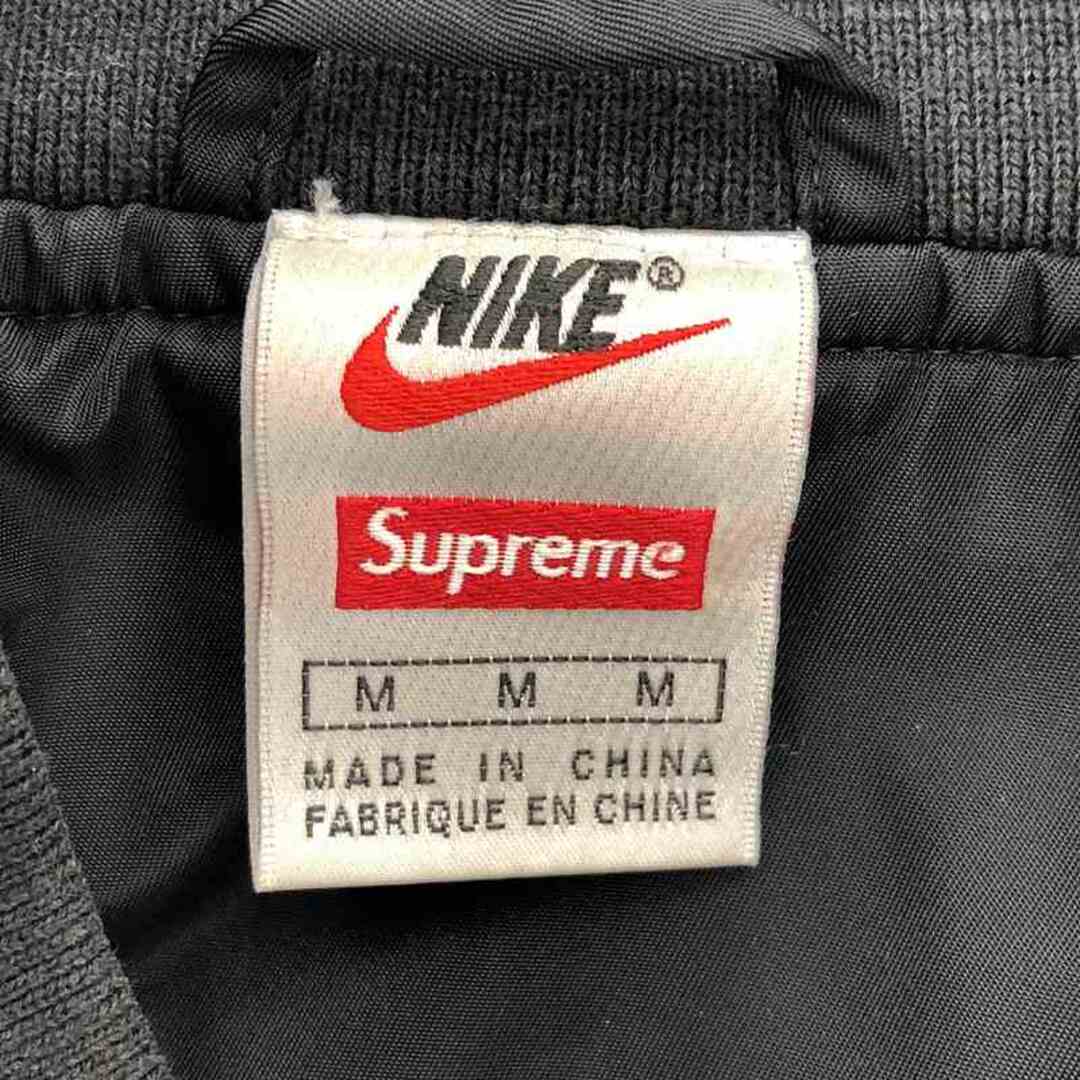 NIKE®
Supreme
M M M
MADE IN CHINA
FABRIQUE EN CHINE